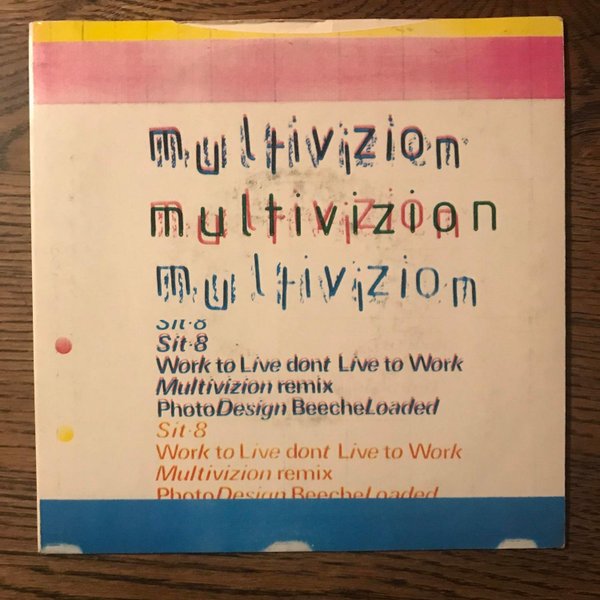 multivizion
multivizion
multivizion
Sit·8
Sit·8
Work to Live dont Live to Work
Multivizion remix
PhotoDesign BeecheLoaded
Sit·8
Work to Live dont Live to Work
Multivizion remix
PhotoDesign BeecheLoaded